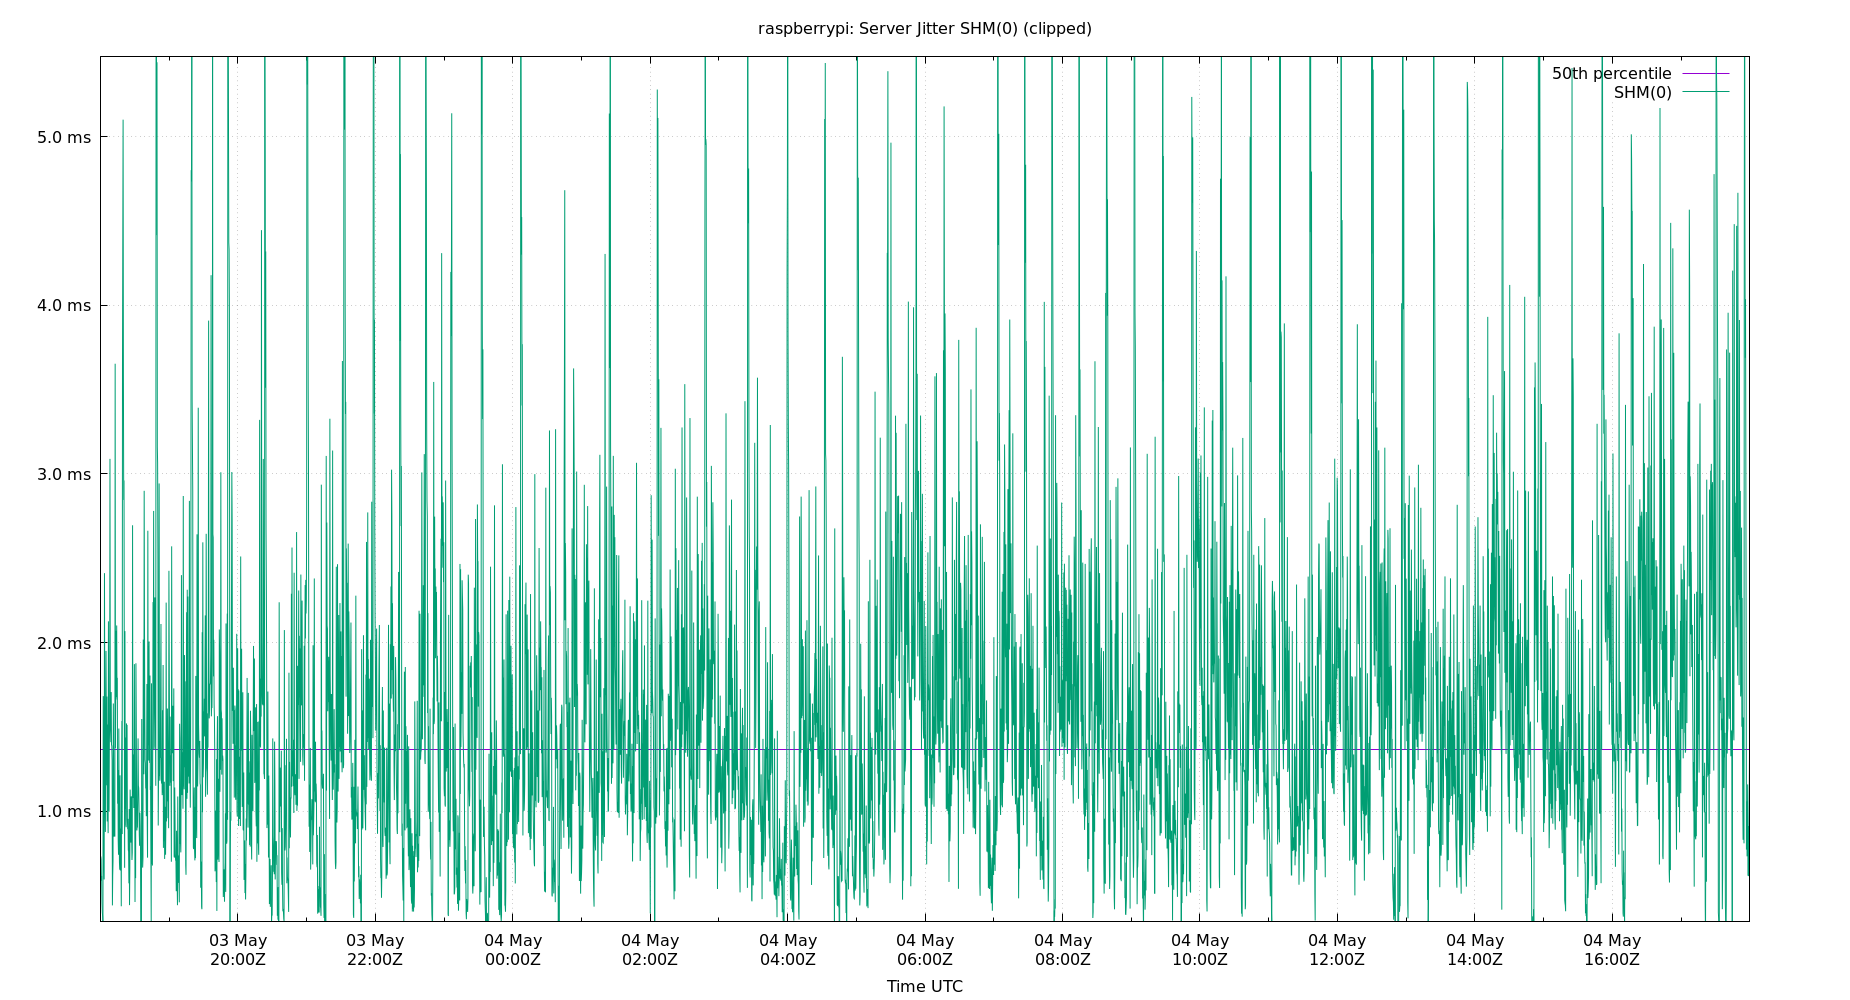 raspberrypi: Server Jitter SHM(0) (clipped)
50th percentile
SHM(0)
5.0 ms
4.0 ms
3.0 ms
2.0 ms
1.0 ms
03 May 03 May 04 May 04 May 04 May 04 May 04 May 04 May 04 May 04 May 04 May
20:00Z 22:00Z 00:00Z 02:00Z 04:00Z 06:00Z 08:00Z 10:00Z 12:00Z 14:00Z 16:00Z
Time UTC